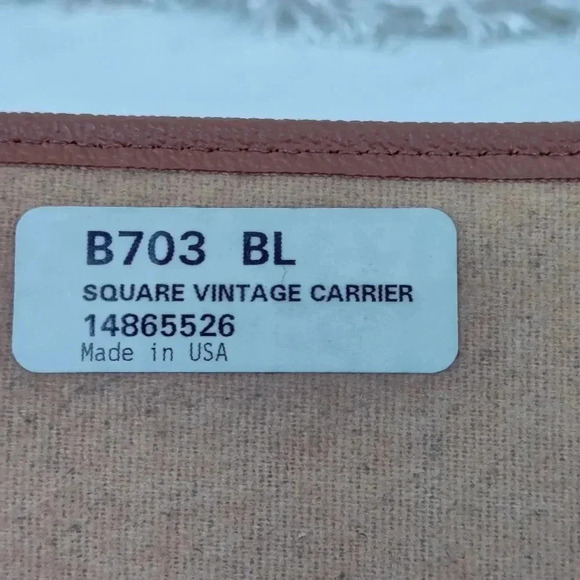 B703 BL
SQUARE VINTAGE CARRIER
14865526
Made in USA